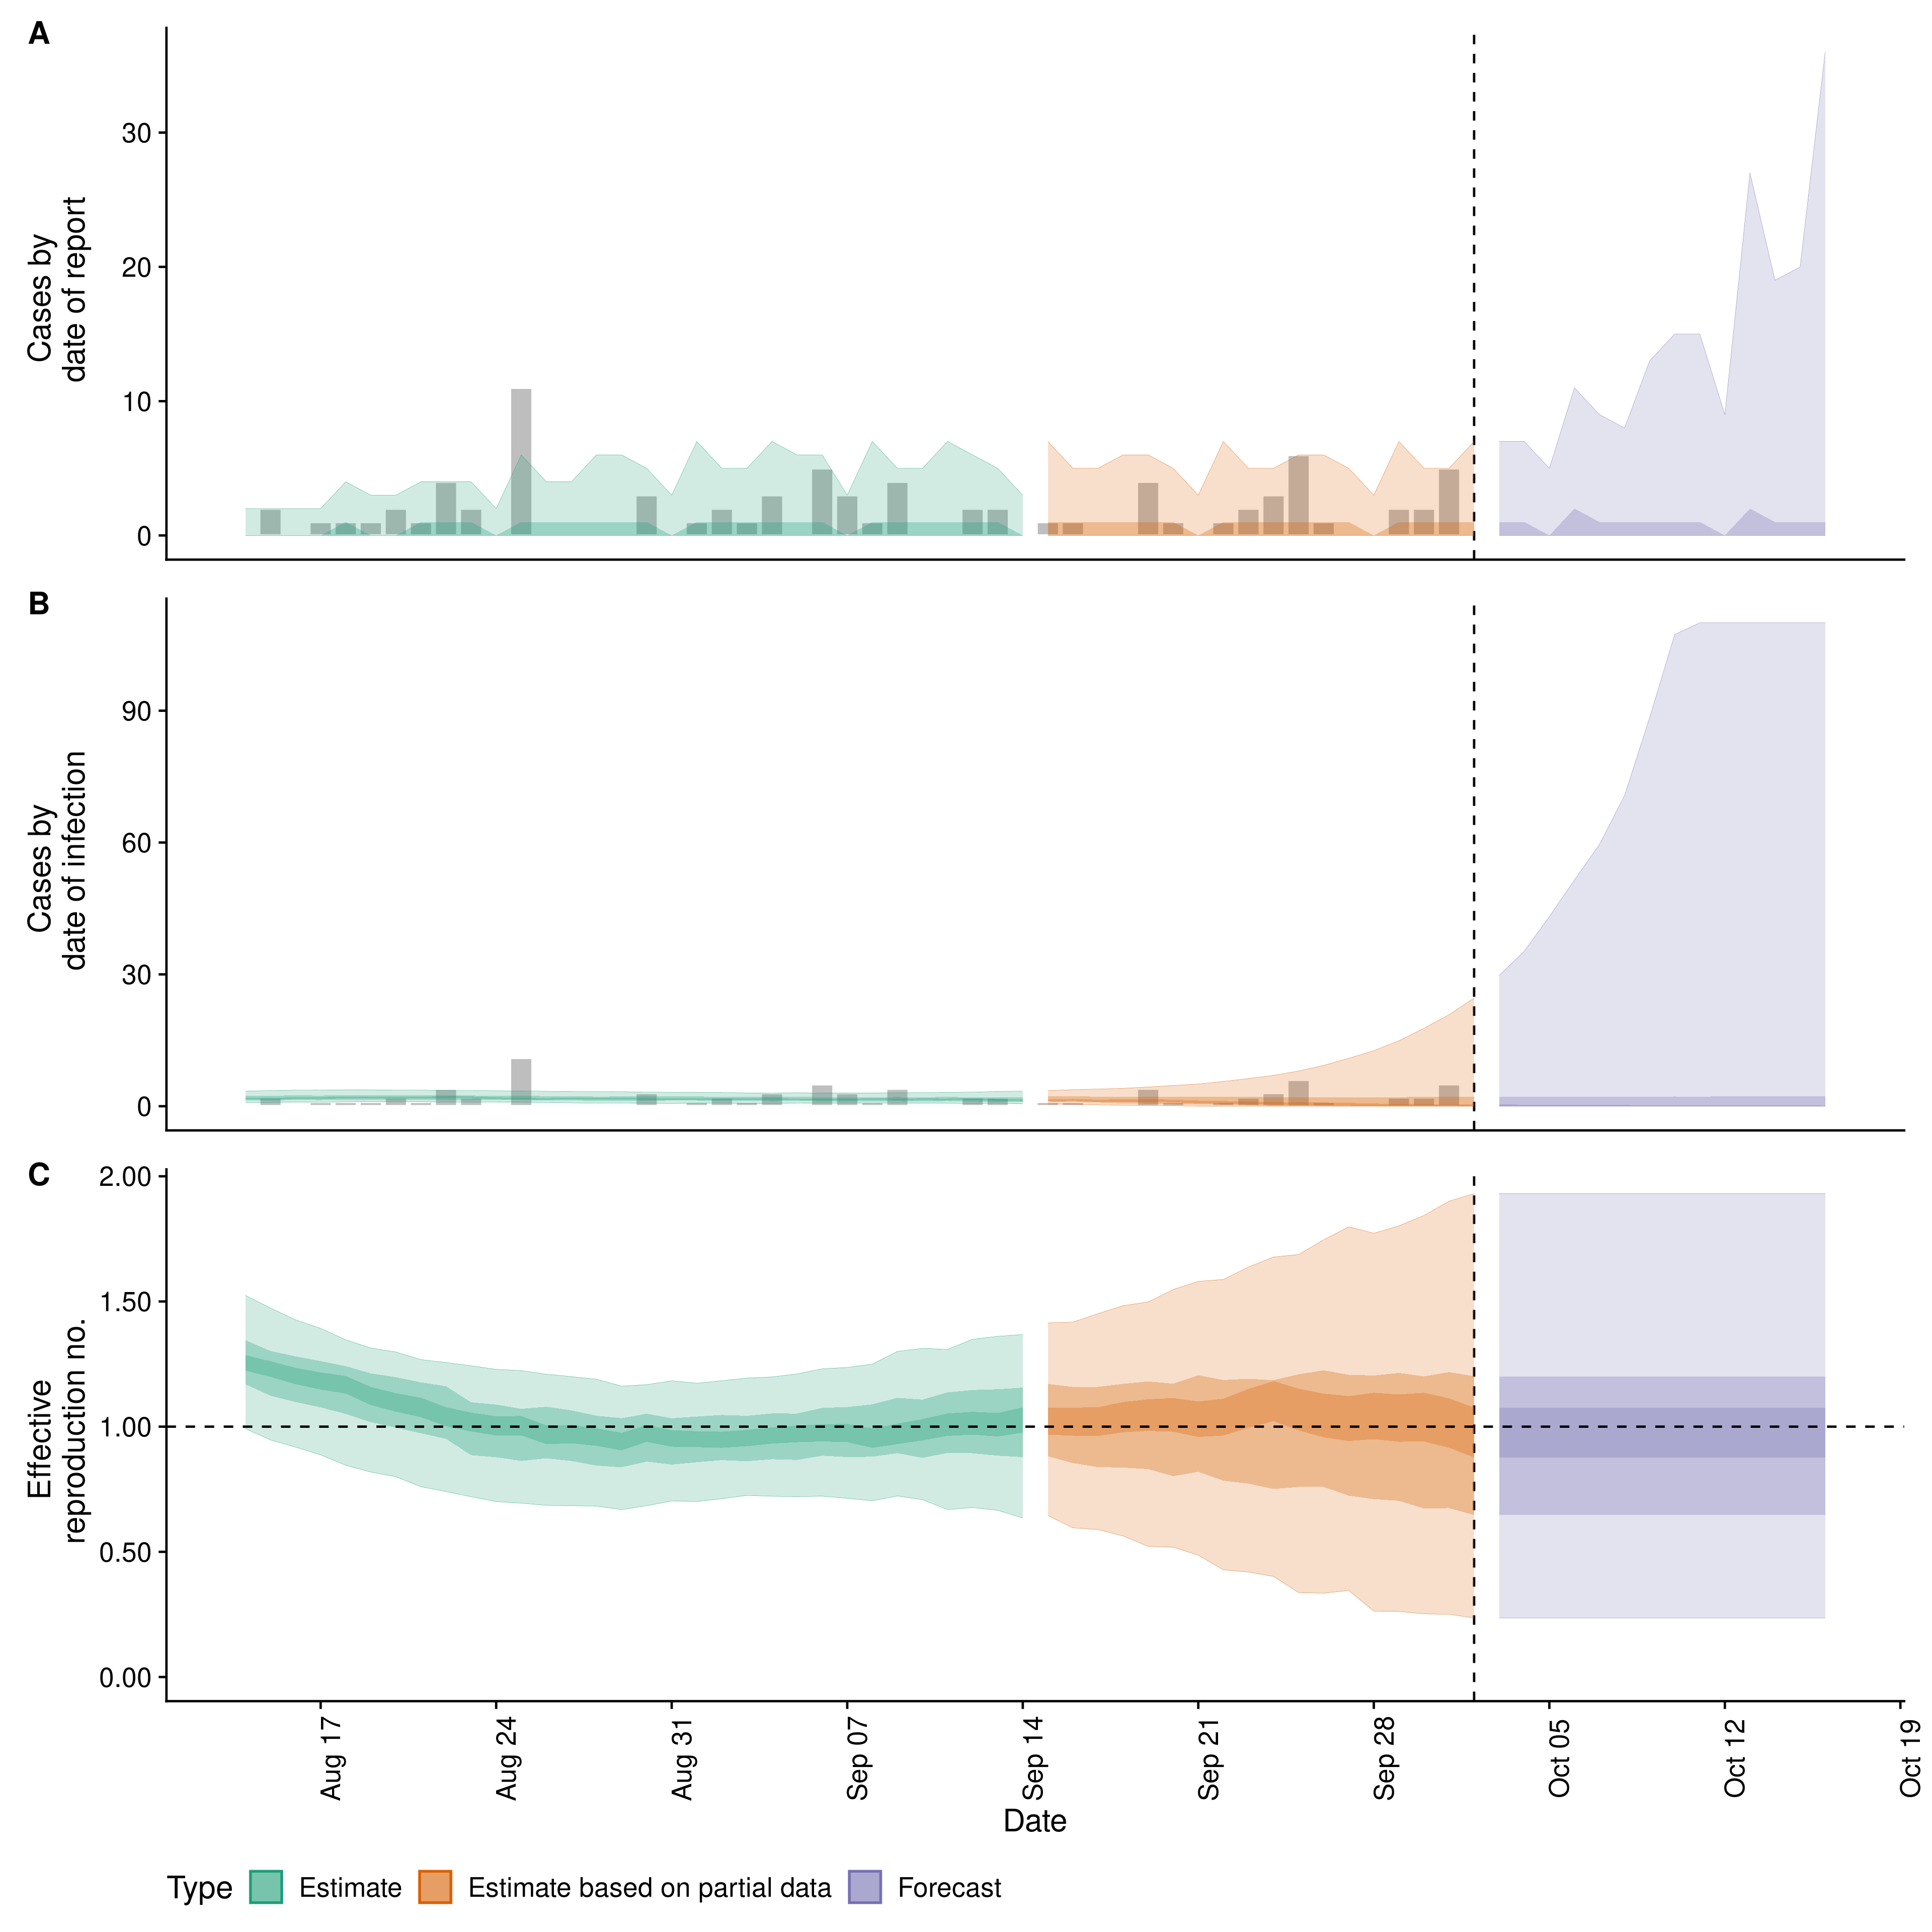 A
Cases by
date of report
30
20
10
0
B
Cases by
date of infection
90
60
30
0
C
Effective
reproduction no.
2.00
1.50
1.00
0.50
0.00
Aug 17
Aug 24
Aug 31
Sep 07
Sep 14
Sep 21
Sep 28
Oct 05
Oct 12
Oct 19
Date
Type Estimate Estimate based on partial data Forecast